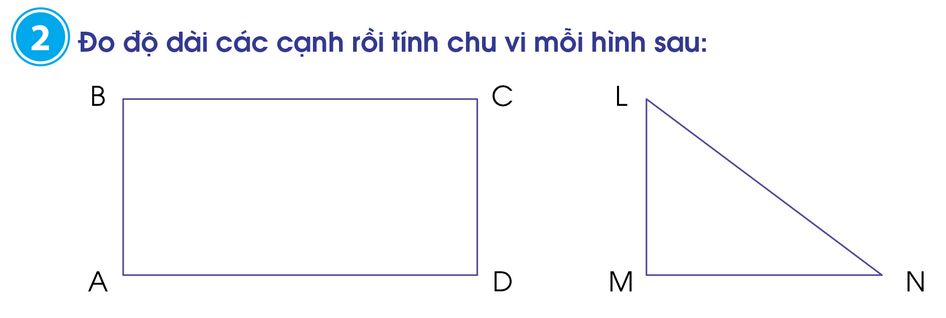 2 Đo độ dài các cạnh rồi tính chu vi mỗi hình sau:
B C L
A D M N